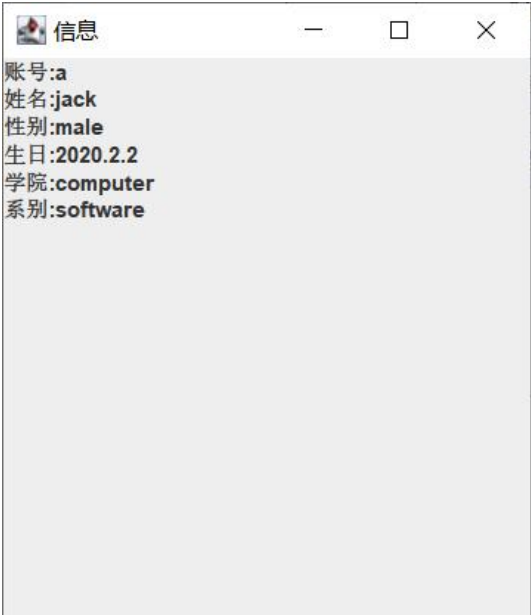 信息
账号:a
姓名:jack
性别:male
生日:2020.2.2
学院:computer
系别:software